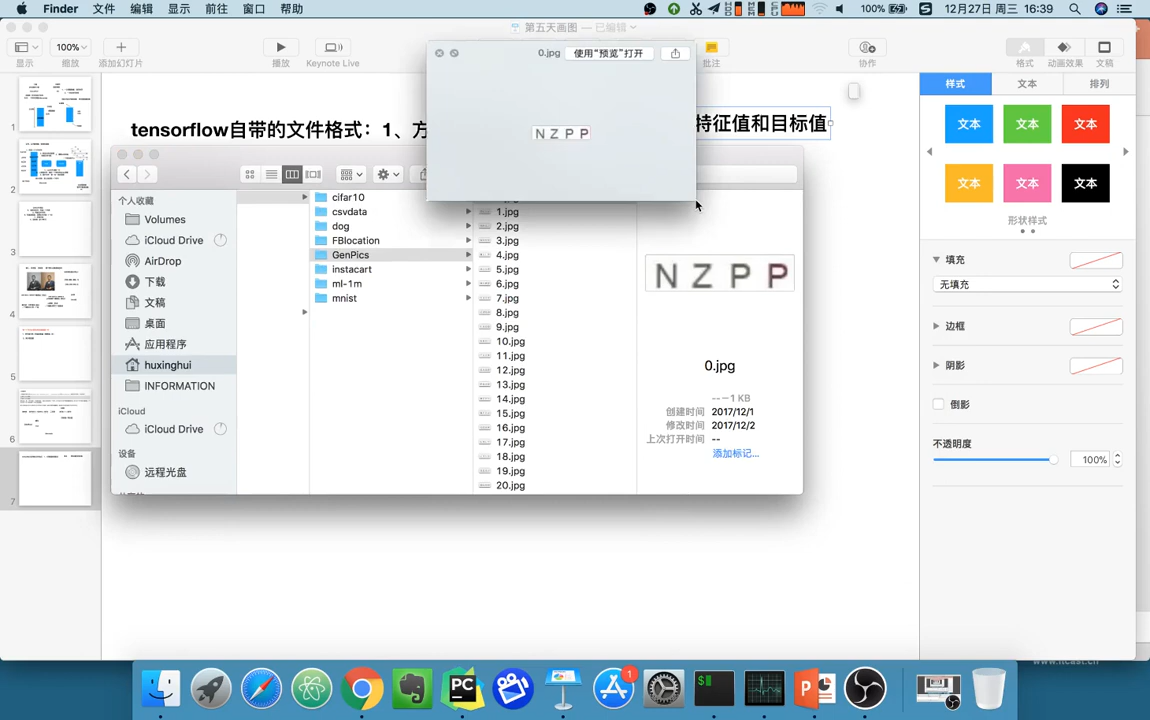 Finder 文件 编辑 显示 前往 窗口 帮助 100% 12月27日 周三 16:39
第五天画图 — 已编辑
100%
显示 缩放 添加幻灯片 播放 Keynote Live 批注 协作 格式 动画效果 文稿
0.jpg 使用“预览”打开
N Z P P
样式 文本 排列
tensorflow自带的文件格式：1、方
特征值和目标值
文本 文本 文本
文本 文本 文本
形状样式
填充
无填充
边框
阴影
倒影
不透明度
100%
个人收藏
Volumes
iCloud Drive
AirDrop
下载
文稿
桌面
应用程序
huxinghui
INFORMATION
iCloud
iCloud Drive
设备
远程光盘
cifar10
csvdata
dog
FBlocation
GenPics
instacart
ml-1m
mnist
1.jpg
2.jpg
3.jpg
4.jpg
5.jpg
6.jpg
7.jpg
8.jpg
9.jpg
10.jpg
11.jpg
12.jpg
13.jpg
14.jpg
15.jpg
16.jpg
17.jpg
18.jpg
19.jpg
20.jpg
N Z P P
0.jpg
-- — 1 KB
创建时间 2017/12/1
修改时间 2017/12/2
上次打开时间 --
添加标记...
1
2
3
4
5
6
7
PC
1
$